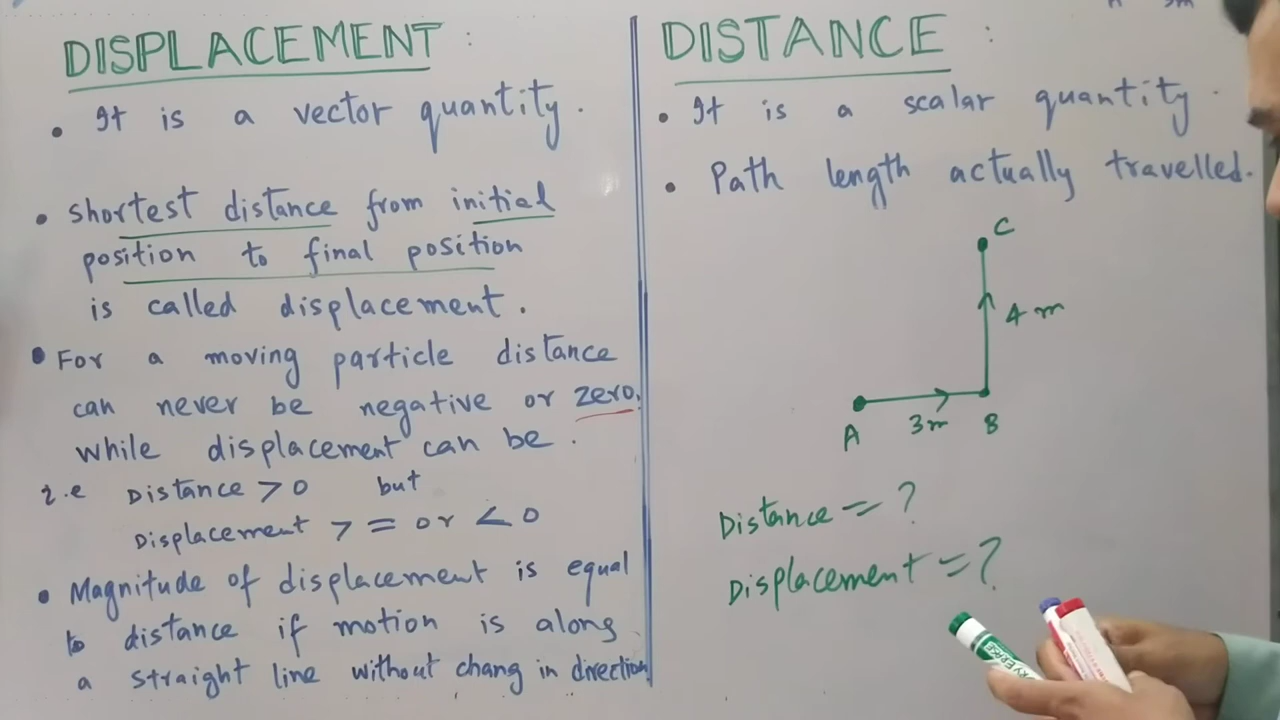 DISPLACEMENT :
• It is a vector quantity.
• shortest distance from initial
position to final position
is called displacement.
• For a moving particle distance
can never be negative or zero.
while displacement can be.
i.e Distance > 0 but
Displacement > = or < 0
• Magnitude of displacement is equal
to distance if motion is along
a straight line without chang in direction
DISTANCE :
• It is a scalar quantity.
• Path length actually travelled.
C
4 m
A 3m B
Distance = ?
Displacement = ?